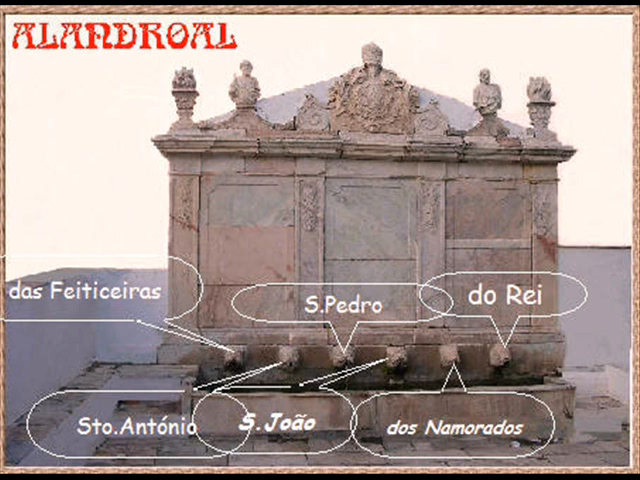 ALANDROAL
das Feiticeiras
S.Pedro
do Rei
Sto.António
S.João
dos Namorados